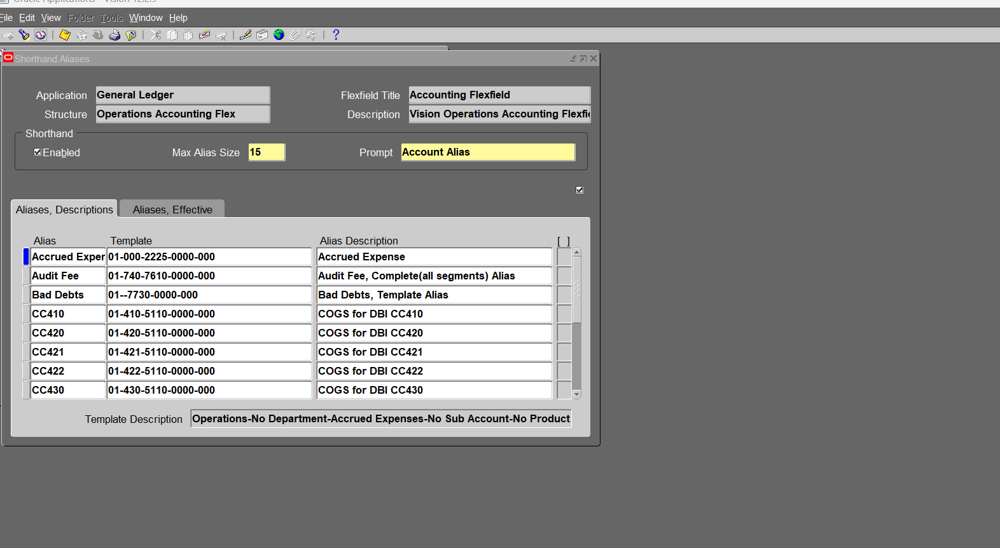 Oracle Applications - Vision 12.2.9
File Edit View Folder Tools Window Help
?
Shorthand Aliases
Application General Ledger Flexfield Title Accounting Flexfield
Structure Operations Accounting Flex Description Vision Operations Accounting Flexfi
Shorthand
Enabled Max Alias Size 15 Prompt Account Alias
Aliases, Descriptions Aliases, Effective
Alias Template Alias Description [ ]
Accrued Exper 01-000-2225-0000-000 Accrued Expense
Audit Fee 01-740-7610-0000-000 Audit Fee, Complete(all segments) Alias
Bad Debts 01--7730-0000-000 Bad Debts, Template Alias
CC410 01-410-5110-0000-000 COGS for DBI CC410
CC420 01-420-5110-0000-000 COGS for DBI CC420
CC421 01-421-5110-0000-000 COGS for DBI CC421
CC422 01-422-5110-0000-000 COGS for DBI CC422
CC430 01-430-5110-0000-000 COGS for DBI CC430
Template Description Operations-No Department-Accrued Expenses-No Sub Account-No Product